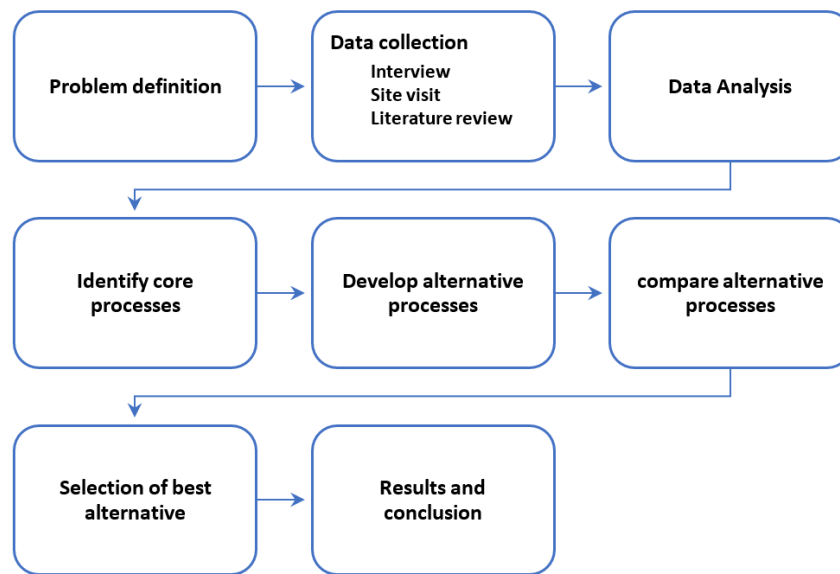 Problem definition
Data collection
Interview
Site visit
Literature review
Data Analysis
Identify core
processes
Develop alternative
processes
compare alternative
processes
Selection of best
alternative
Results and
conclusion